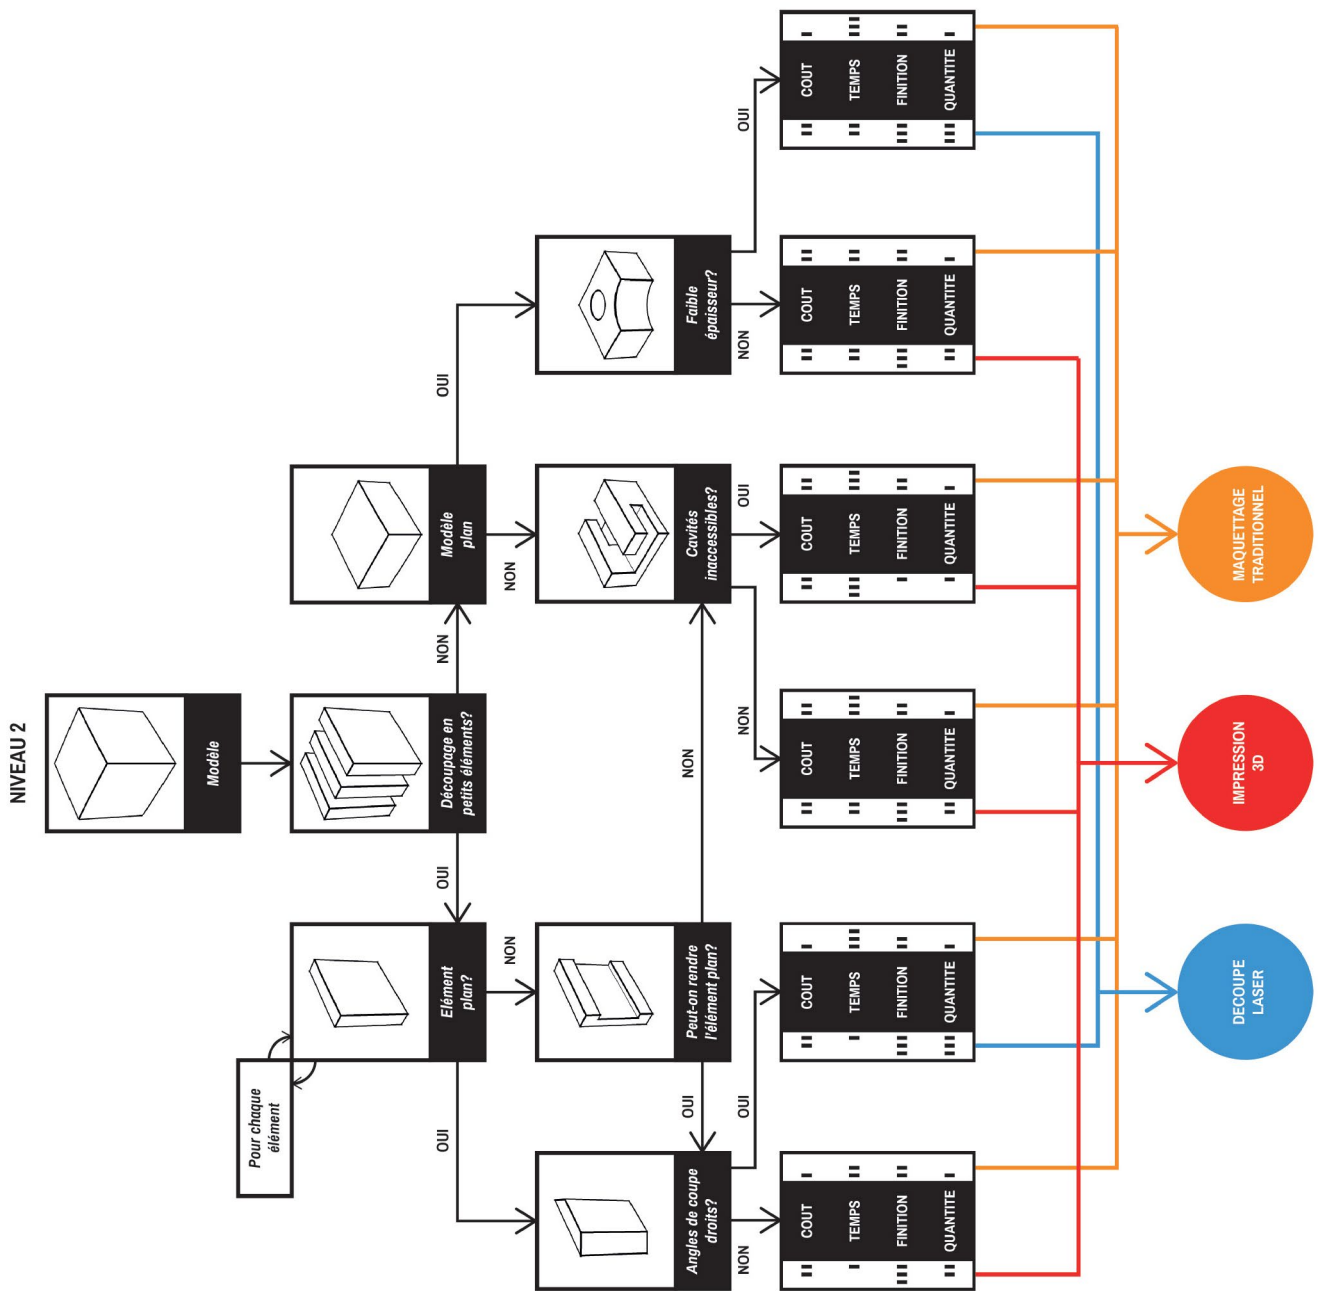 NIVEAU 2
Modèle
Pour chaque
élément
Elément
plan?
Découpage en
petits éléments?
Modèle
plan
OUI
NON
OUI
NON
NON
OUI
Angles de coupe
droits?
Peut-on rendre
l'élément plan?
Cavités
inaccessibles?
Faible
épaisseur?
OUI
NON
NON
OUI
NON
OUI
NON
OUI
COUT
TEMPS
FINITION
QUANTITE
COUT
TEMPS
FINITION
QUANTITE
COUT
TEMPS
FINITION
QUANTITE
COUT
TEMPS
FINITION
QUANTITE
COUT
TEMPS
FINITION
QUANTITE
COUT
TEMPS
FINITION
QUANTITE
DECOUPE
LASER
IMPRESSION
3D
MAQUETTAGE
TRADITIONNEL